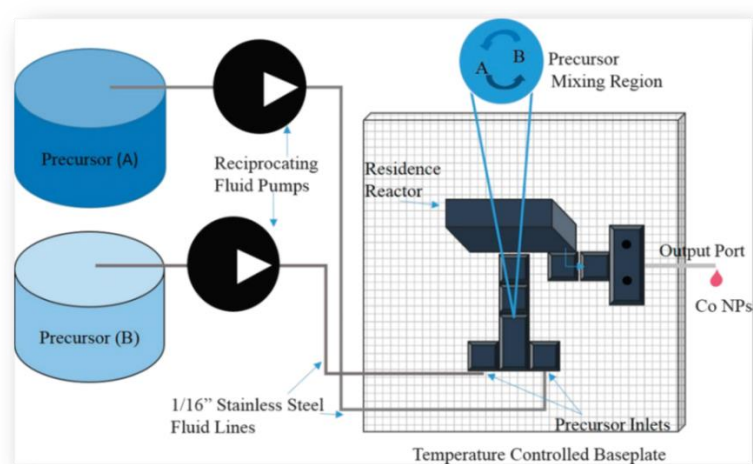 Precursor (A)
Reciprocating
Fluid Pumps
A
B
Precursor
Mixing Region
Residence
Reactor
Output Port
Co NPs
Precursor (B)
1/16” Stainless Steel
Fluid Lines
Precursor Inlets
Temperature Controlled Baseplate